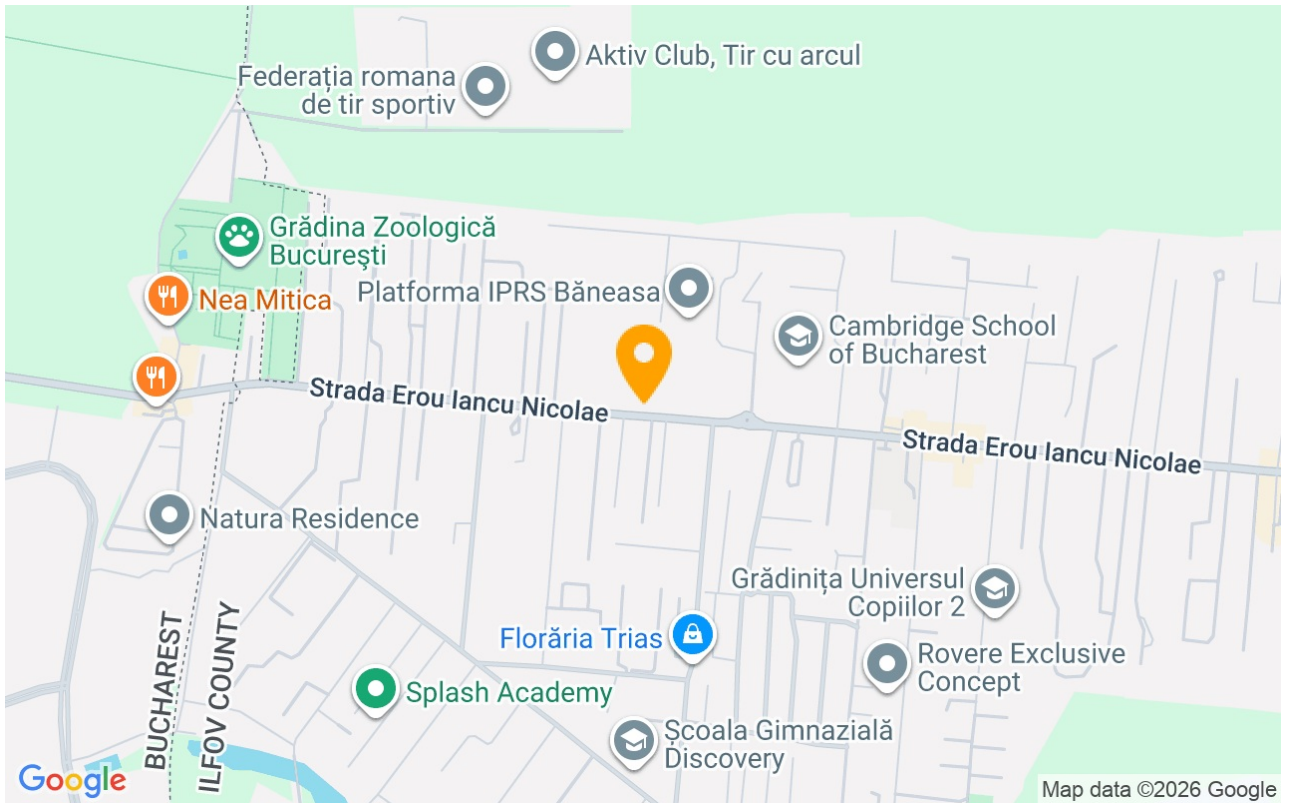 Aktiv Club, Tir cu arcul
Federația romana
de tir sportiv
Grădina Zoologică
București
Nea Mitica
Platforma IPRS Băneasa
Cambridge School
of Bucharest
Strada Erou Iancu Nicolae
Strada Erou Iancu Nicolae
Natura Residence
Grădinița Universul
Copiilor 2
BUCHAREST
ILFOV COUNTY
Florăria Trias
Rovere Exclusive
Concept
Splash Academy
Școala Gimnazială
Discovery
Google
Map data ©2026 Google